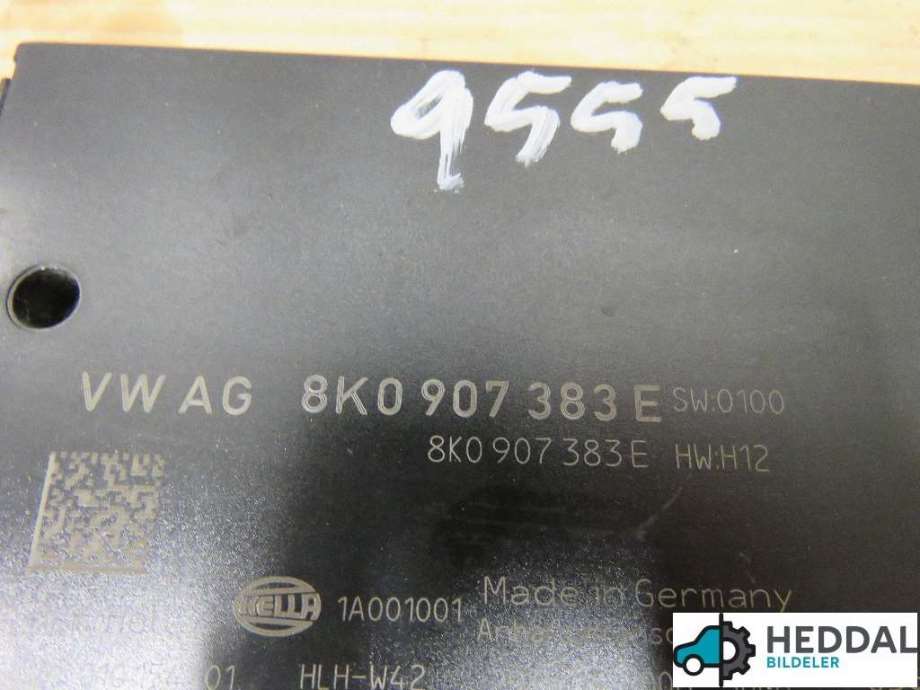 9555
VW AG 8K0 907 383 E SW:0100
8K0 907 383 E HW:H12
HELLA 1A001001 Made in Germany
HLH-W42
HEDDAL
BILDELER